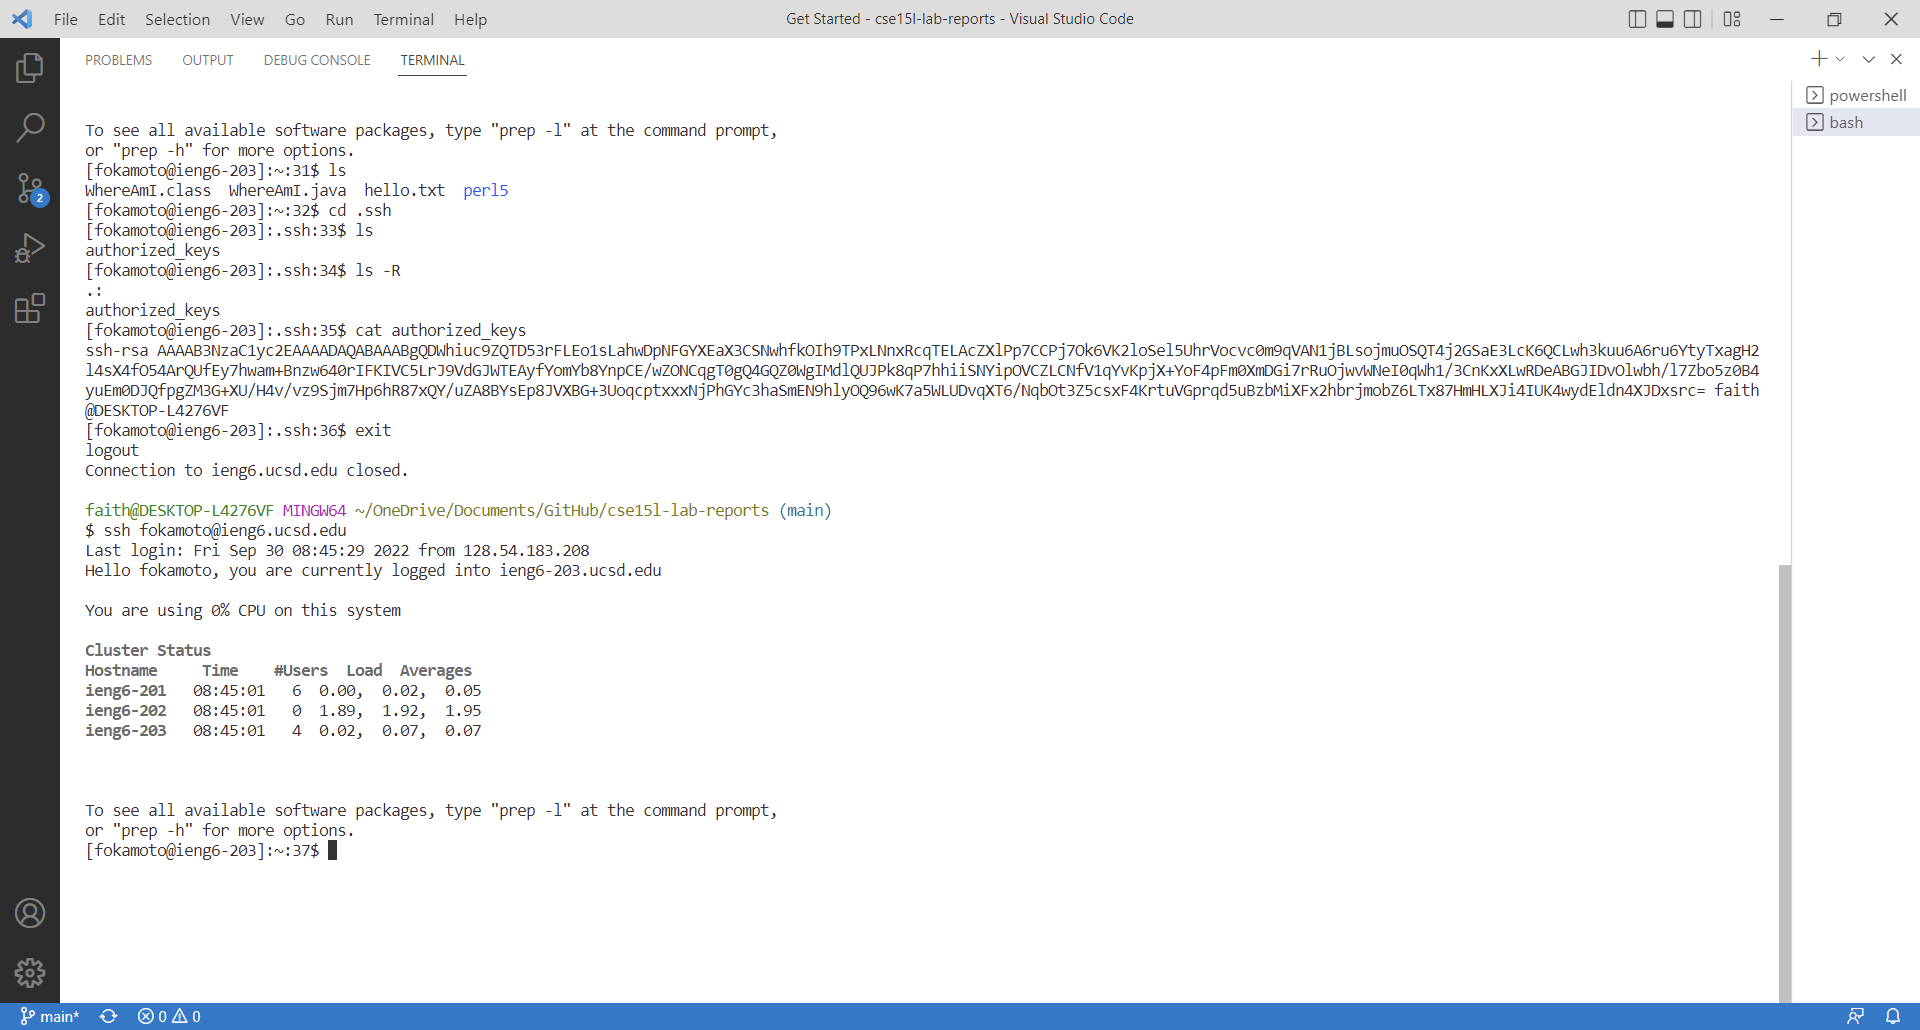 File Edit Selection View Go Run Terminal Help
Get Started - cse15l-lab-reports - Visual Studio Code
PROBLEMS OUTPUT DEBUG CONSOLE TERMINAL
powershell
bash
To see all available software packages, type "prep -l" at the command prompt,
or "prep -h" for more options.
[fokamoto@ieng6-203]:~:31$ ls
WhereAmI.class  WhereAmI.java  hello.txt  perl5
[fokamoto@ieng6-203]:~:32$ cd .ssh
[fokamoto@ieng6-203]:.ssh:33$ ls
authorized_keys
[fokamoto@ieng6-203]:.ssh:34$ ls -R
.:
authorized_keys
[fokamoto@ieng6-203]:.ssh:35$ cat authorized_keys
ssh-rsa AAAAB3NzaC1yc2EAAAADAQABAAABgQDWhiuc9ZQTD53rFLEo1sLahwDpNFGYXEaX3CSNwhfkOIh9TPxLNnxRcqTELAcZXlPp7CCPj7Ok6VK2loSel5UhrVocvc0m9qVAN1jBLsojmuOSQT4j2GSaE3LcK6QCLwh3kuu6A6ru6YtyTxagH2
l4sX4fO54ArQUfEy7hwam+Bnzw640rIFKIVC5LrJ9VdGJWTEAyfYomYb8YnpCE/wZONCqgT0gQ4GQZ0WgIMdlQUJPk8qP7hhiiSNYipOVCZLCNfV1qYvKpjX+YoF4pFm0XmDGi7rRuOjwvWNeI0qWh1/3CnKxXLwRDeABGJIDvOlwbh/l7Zbo5z0B4
yuEm0DJQfpgZM3G+XU/H4v/vz9Sjm7Hp6hR87xQY/uZA8BYsEp8JVXBG+3UoqcptxxxNjPhGYc3haSmEN9hlyOQ96wK7a5WLUDvqXT6/NqbOt3Z5csxF4KrtuVGprqd5uBzbMiXFx2hbrjmobZ6LTx87HmHLXJi4IUK4wydEldn4XJDxsrc= faith
@DESKTOP-L4276VF
[fokamoto@ieng6-203]:.ssh:36$ exit
logout
Connection to ieng6.ucsd.edu closed.
faith@DESKTOP-L4276VF MINGW64 ~/OneDrive/Documents/GitHub/cse15l-lab-reports (main)
$ ssh fokamoto@ieng6.ucsd.edu
Last login: Fri Sep 30 08:45:29 2022 from 128.54.183.208
Hello fokamoto, you are currently logged into ieng6-203.ucsd.edu
You are using 0% CPU on this system
Cluster Status
Hostname     Time    #Users  Load  Averages
ieng6-201   08:45:01   6  0.00,  0.02,  0.05
ieng6-202   08:45:01   0  1.89,  1.92,  1.95
ieng6-203   08:45:01   4  0.02,  0.07,  0.07
To see all available software packages, type "prep -l" at the command prompt,
or "prep -h" for more options.
[fokamoto@ieng6-203]:~:37$
2
main* 0 0